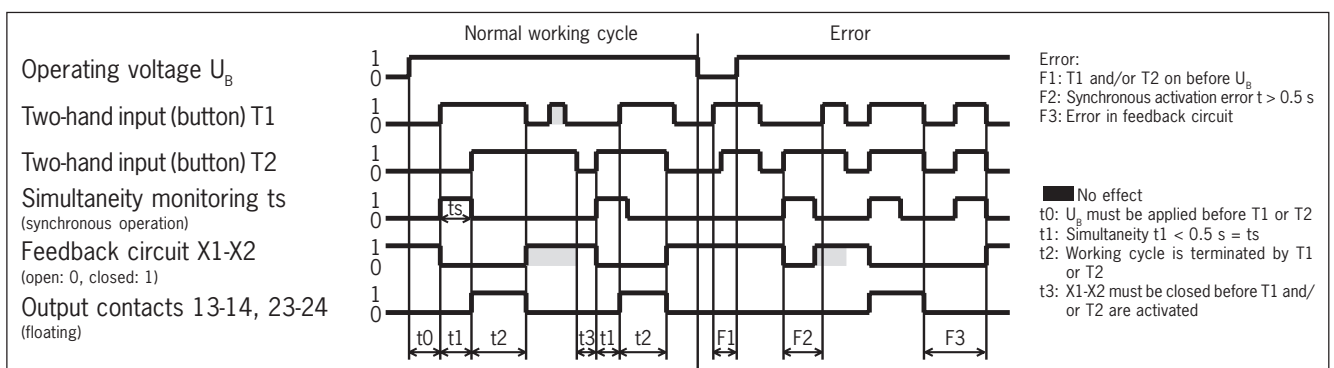 Normal working cycle
Error
Operating voltage UB
1
0
Two-hand input (button) T1
1
0
Two-hand input (button) T2
1
0
Simultaneity monitoring ts
(synchronous operation)
1
0
ts
Feedback circuit X1-X2
(open: 0, closed: 1)
1
0
Output contacts 13-14, 23-24
(floating)
1
0
t0 t1 t2 t3 t1 t2 F1 F2 F3
Error:
F1: T1 and/or T2 on before UB
F2: Synchronous activation error t > 0.5 s
F3: Error in feedback circuit
No effect
t0: UB must be applied before T1 or T2
t1: Simultaneity t1 < 0.5 s = ts
t2: Working cycle is terminated by T1
or T2
t3: X1-X2 must be closed before T1 and/
or T2 are activated